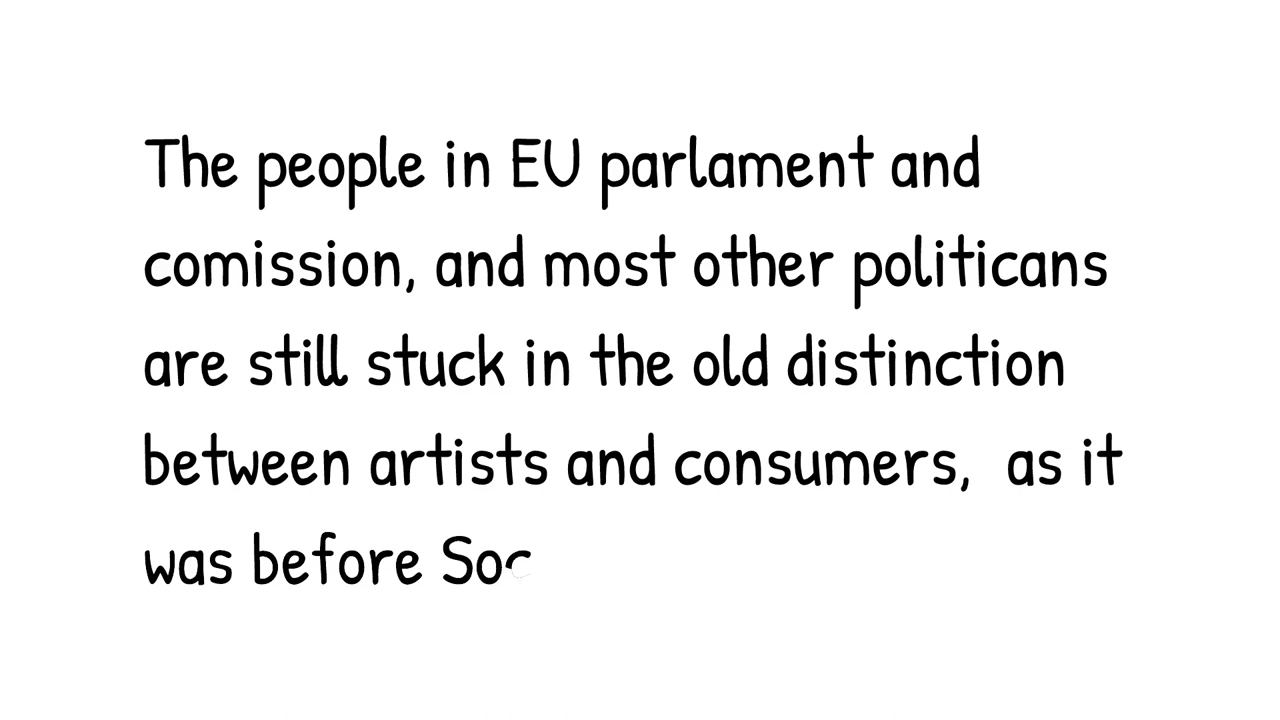 The people in EU parlament and
comission, and most other politicans
are still stuck in the old distinction
between artists and consumers,  as it
was before Soc